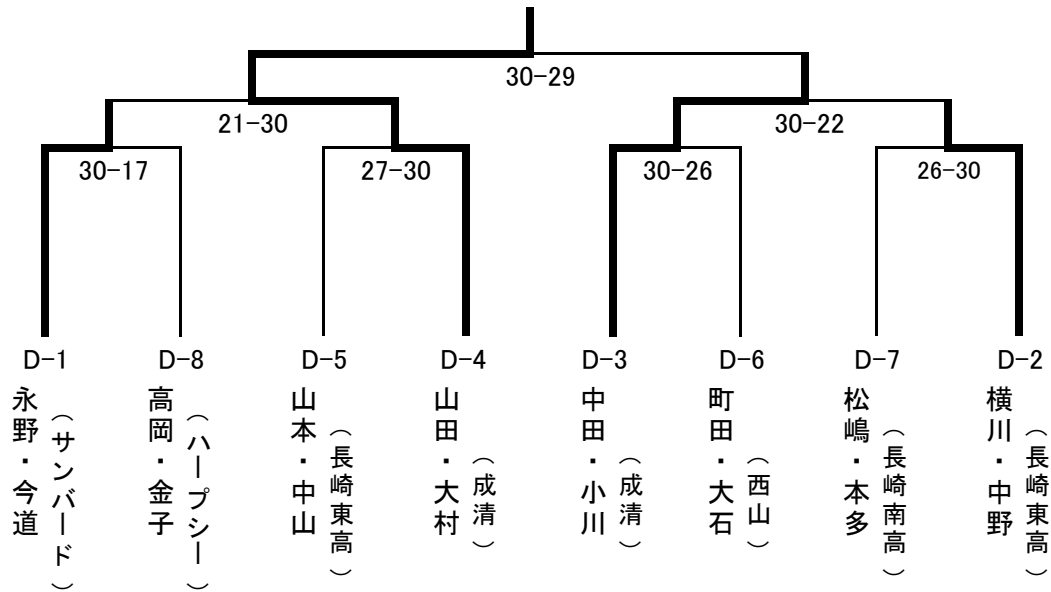 30-29
21-30
30-22
30-17
27-30
30-26
26-30
D-1
D-8
D-5
D-4
D-3
D-6
D-7
D-2
永野・今道
（サンバード）
高岡・金子
（ハープシー）
山本・中山
（長崎東高）
山田・大村
（成清）
中田・小川
（成清）
町田・大石
（西山）
松嶋・本多
（長崎南高）
横川・中野
（長崎東高）